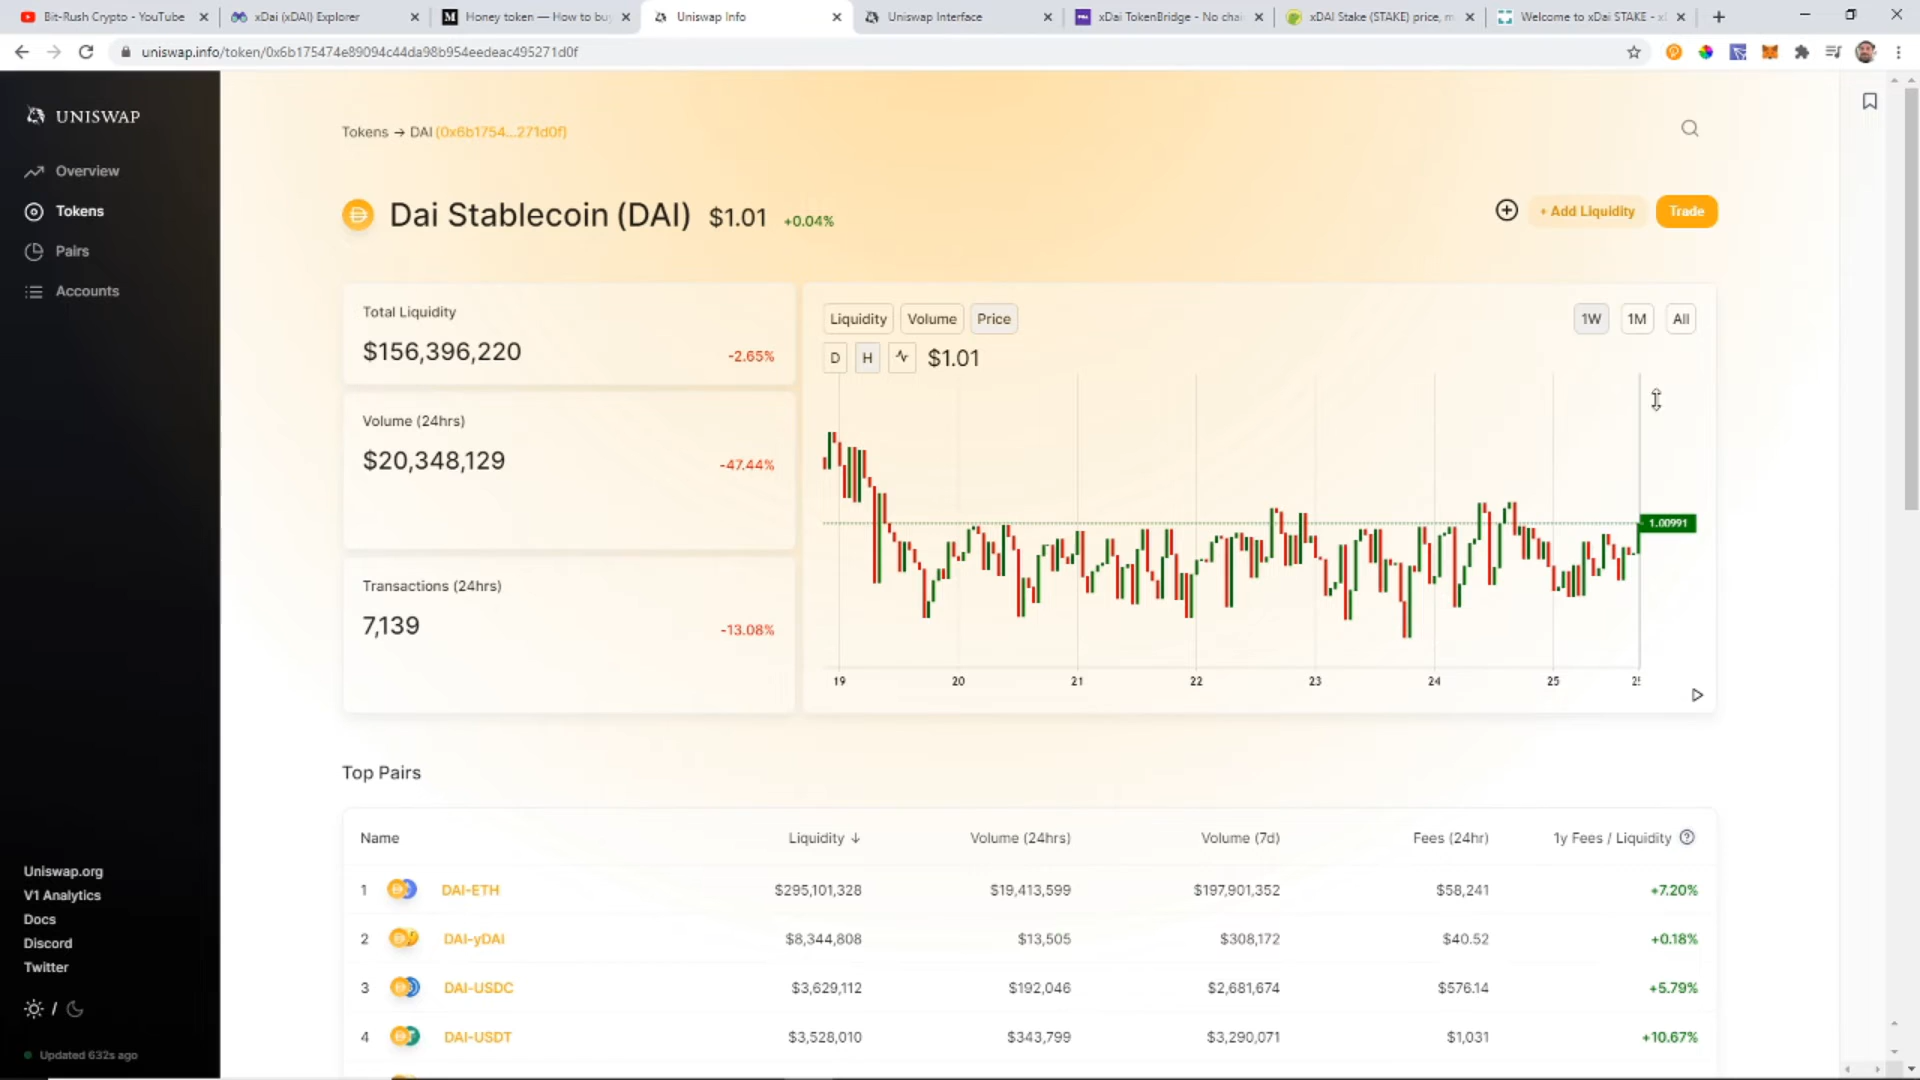 Bit-Rush Crypto - YouTube
xDai (xDAI) Explorer
Honey token — How to bu
Uniswap Info
Uniswap Interface
xDai TokenBridge - No chai
xDAI Stake (STAKE) price, m
Welcome to xDai STAKE - x
uniswap.info/token/0x6b175474e89094c44da98b954eedeac495271d0f
UNISWAP
Overview
Tokens
Pairs
Accounts
Tokens → DAI (0x6b1754...271d0f)
Dai Stablecoin (DAI) $1.01 +0.04%
+ Add Liquidity
Trade
Total Liquidity
$156,396,220 -2.65%
Volume (24hrs)
$20,348,129 -47.44%
Transactions (24hrs)
7,139 -13.08%
Liquidity Volume Price
1W 1M All
D H $1.01
1.00991
19 20 21 22 23 24 25
Top Pairs
Name Liquidity ↓ Volume (24hrs) Volume (7d) Fees (24hr) 1y Fees / Liquidity ?
1 DAI-ETH $295,101,328 $19,413,599 $197,901,352 $58,241 +7.20%
2 DAI-yDAI $8,344,808 $13,505 $308,172 $40.52 +0.18%
3 DAI-USDC $3,629,112 $192,046 $2,681,674 $576.14 +5.79%
4 DAI-USDT $3,528,010 $343,799 $3,290,071 $1,031 +10.67%
Uniswap.org
V1 Analytics
Docs
Discord
Twitter
/
Updated 632s ago